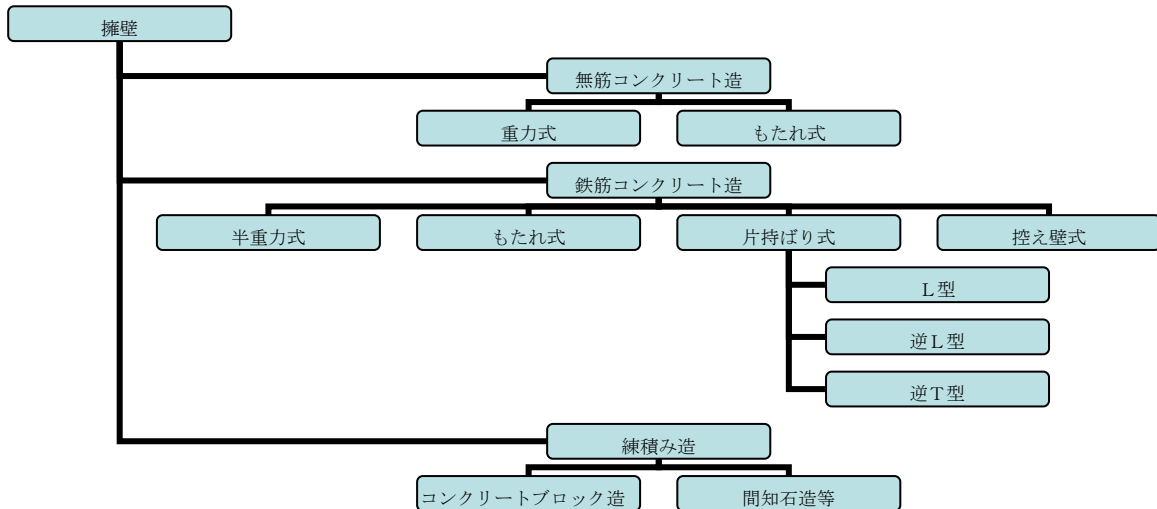 擁壁
無筋コンクリート造
重力式
もたれ式
鉄筋コンクリート造
半重力式
もたれ式
片持ばり式
控え壁式
L型
逆L型
逆T型
練積み造
コンクリートブロック造
間知石造等